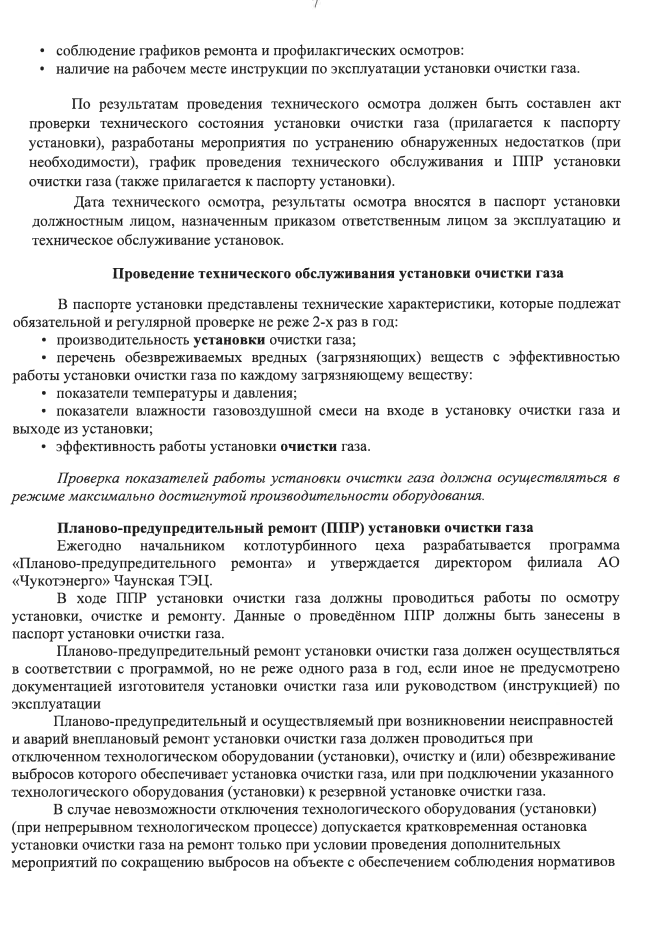 7
• соблюдение графиков ремонта и профилакгических осмотров:
• наличие на рабочем месте инструкции по эксплуатации установки очистки газа.
По результатам проведения технического осмотра должен быть составлен акт
проверки технического состояния установки очистки газа (прилагается к паспорту
установки), разработаны мероприятия по устранению обнаруженных недостатков (при
необходимости), график проведения технического обслуживания и ППР установки
очистки газа (также прилагается к паспорту установки).
Дата технического осмотра, результаты осмотра вносятся в паспорт установки
должностным лицом, назначенным приказом ответственным лицом за эксплуатацию и
техническое обслуживание установок.
Проведение технического обслуживания установки очистки газа
В паспорте установки представлены технические характеристики, которые подлежат
обязательной и регулярной проверке не реже 2-х раз в год:
• производительность установки очистки газа;
• перечень обезвреживаемых вредных (загрязняющих) веществ с эффективностью
работы установки очистки газа по каждому загрязняющему веществу:
• показатели температуры и давления;
• показатели влажности газовоздушной смеси на входе в установку очистки газа и
выходе из установки;
• эффективность работы установки очистки газа.
Проверка показателей работы установки очистки газа должна осуществляться в
режиме максимально достигнутой производительности оборудования.
Планово-предупредительный ремонт (ППР) установки очистки газа
Ежегодно начальником котлотурбинного цеха разрабатывается программа
«Планово-предупредительного ремонта» и утверждается директором филиала АО
«Чукотэнерго» Чаунская ТЭЦ.
В ходе ППР установки очистки газа должны проводиться работы по осмотру
установки, очистке и ремонту. Данные о проведённом ППР должны быть занесены в
паспорт установки очистки газа.
Планово-предупредительный ремонт установки очистки газа должен осуществляться
в соответствии с программой, но не реже одного раза в год, если иное не предусмотрено
документацией изготовителя установки очистки газа или руководством (инструкцией) по
эксплуатации
Планово-предупредительный и осуществляемый при возникновении неисправностей
и аварий внеплановый ремонт установки очистки газа должен проводиться при
отключенном технологическом оборудовании (установки), очистку и (или) обезвреживание
выбросов которого обеспечивает установка очистки газа, или при подключении указанного
технологического оборудования (установки) к резервной установке очистки газа.
В случае невозможности отключения технологического оборудования (установки)
(при непрерывном технологическом процессе) допускается кратковременная остановка
установки очистки газа на ремонт только при условии проведения дополнительных
мероприятий по сокращению выбросов на объекте с обеспечением соблюдения нормативов